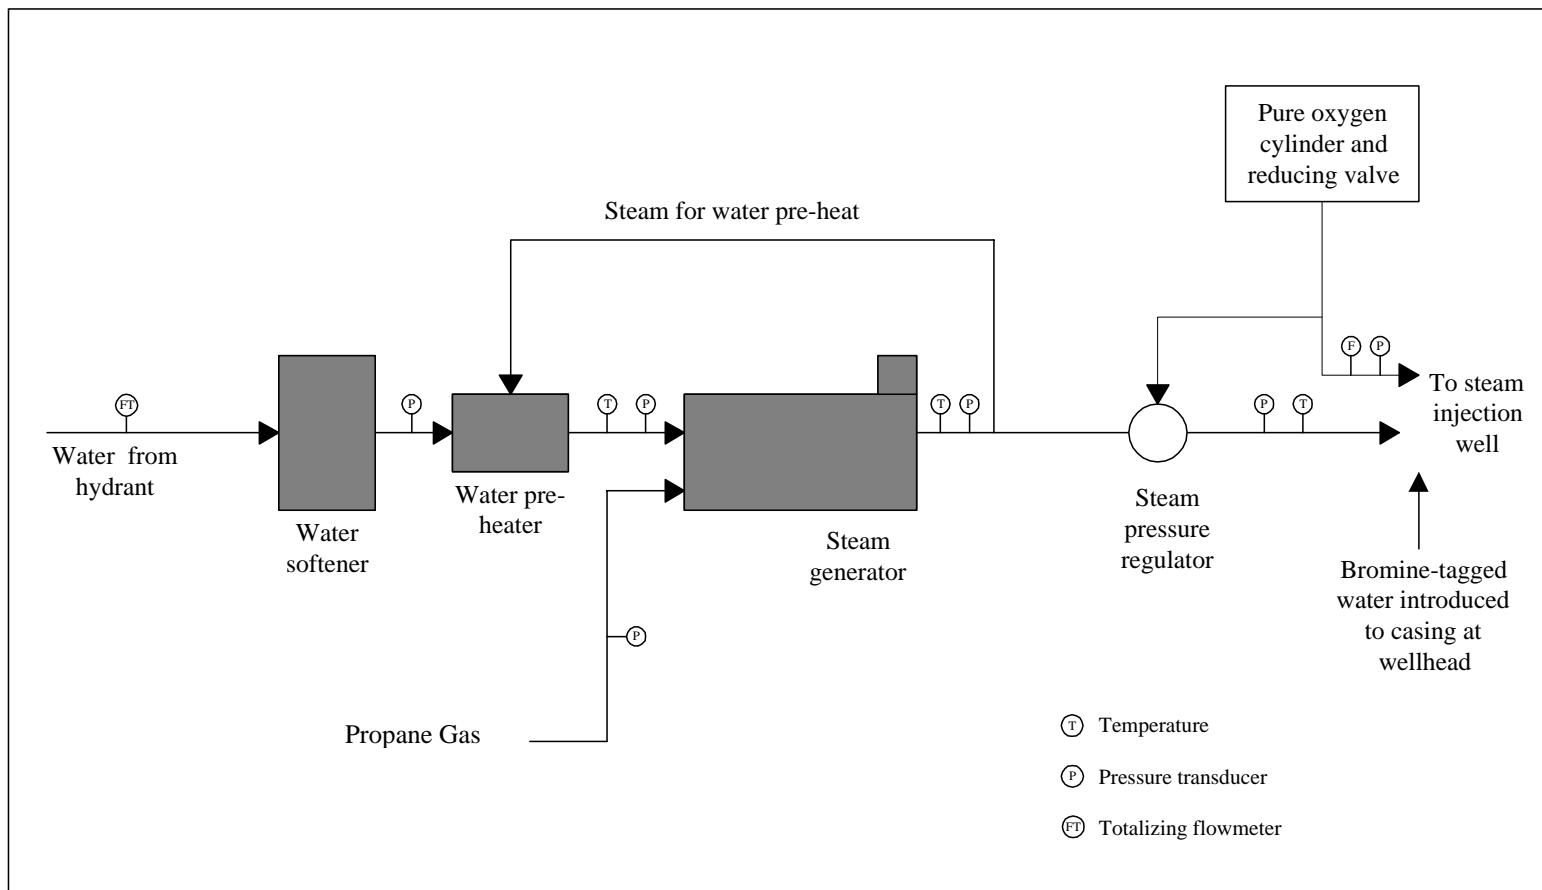 Pure oxygen
cylinder and
reducing valve
Steam for water pre-heat
F
P
To steam
injection
well
FT
P
T
P
T
P
P
T
Water from
hydrant
Water pre-
heater
Water
softener
Steam
generator
Steam
pressure
regulator
Bromine-tagged
water introduced
to casing at
wellhead
P
Propane Gas
T Temperature
P Pressure transducer
FT Totalizing flowmeter